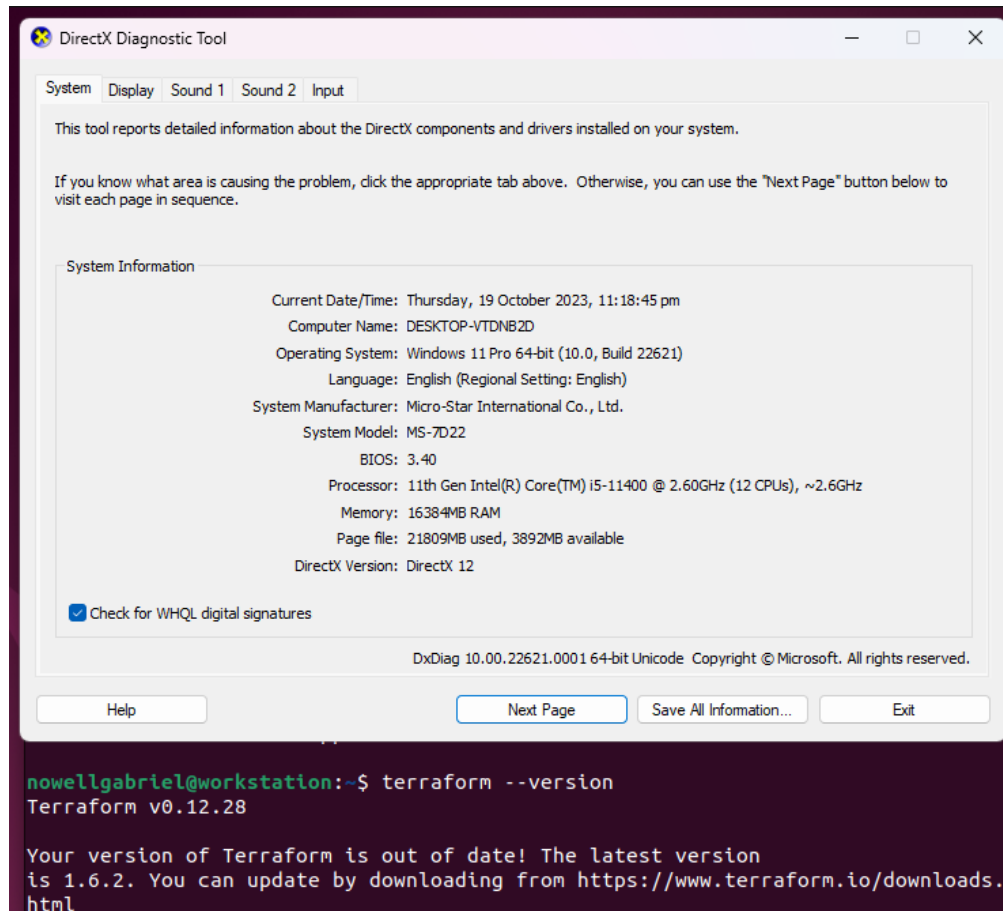 DirectX Diagnostic Tool
System Display Sound 1 Sound 2 Input
This tool reports detailed information about the DirectX components and drivers installed on your system.
If you know what area is causing the problem, click the appropriate tab above.  Otherwise, you can use the "Next Page" button below to
visit each page in sequence.
System Information
Current Date/Time: Thursday, 19 October 2023, 11:18:45 pm
Computer Name: DESKTOP-VTDNB2D
Operating System: Windows 11 Pro 64-bit (10.0, Build 22621)
Language: English (Regional Setting: English)
System Manufacturer: Micro-Star International Co., Ltd.
System Model: MS-7D22
BIOS: 3.40
Processor: 11th Gen Intel(R) Core(TM) i5-11400 @ 2.60GHz (12 CPUs), ~2.6GHz
Memory: 16384MB RAM
Page file: 21809MB used, 3892MB available
DirectX Version: DirectX 12
Check for WHQL digital signatures
DxDiag 10.00.22621.0001 64-bit Unicode  Copyright © Microsoft. All rights reserved.
Help Next Page Save All Information... Exit
nowellgabriel@workstation:~$ terraform --version
Terraform v0.12.28
Your version of Terraform is out of date! The latest version
is 1.6.2. You can update by downloading from https://www.terraform.io/downloads.
html